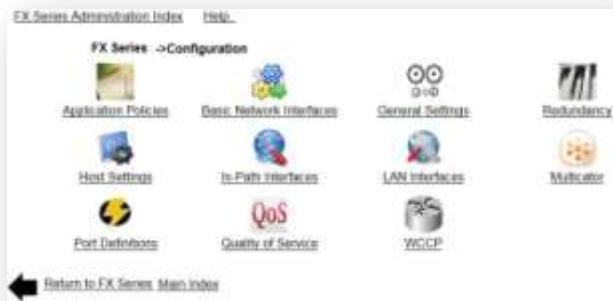 FX Series Administration Index Help..
FX Series ->Configuration
Application Policies Basic Network Interfaces General Settings Redundancy
Host Settings In-Path Interfaces LAN Interfaces Multicator
QoS
Port Definitions Quality of Service WCCP
Return to FX Series Main Index